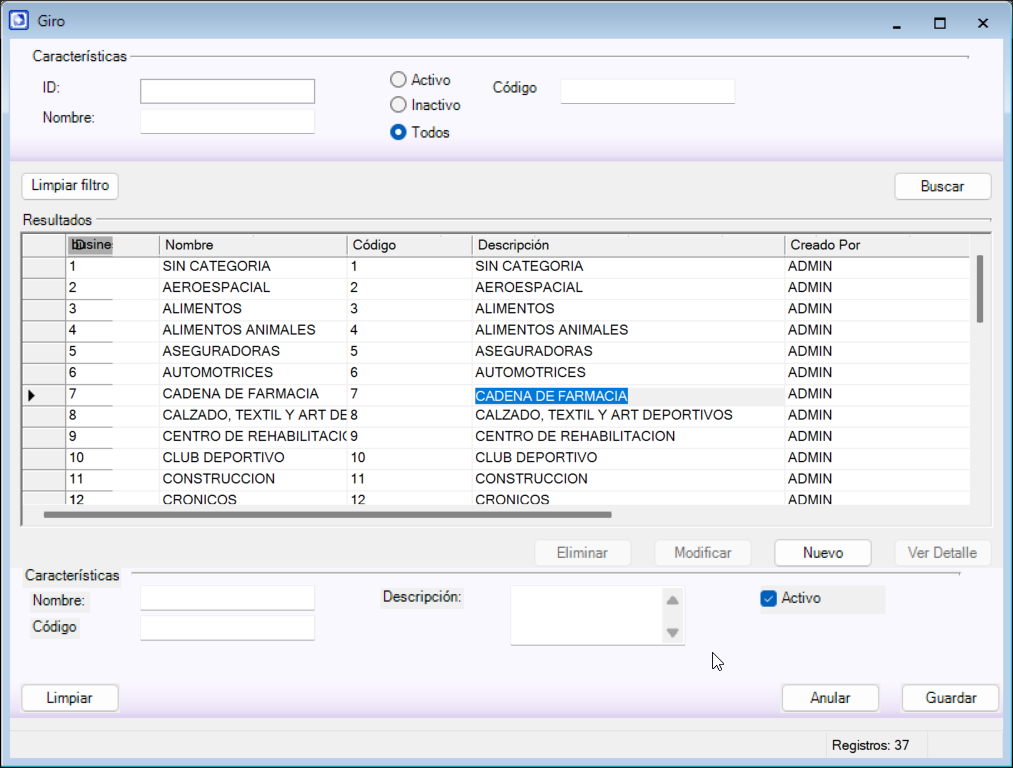 Giro
Características
ID:
Nombre:
Activo
Inactivo
Todos
Código
Limpiar filtro
Buscar
Resultados
Nombre Código Descripción Creado Por
1 SIN CATEGORIA 1 SIN CATEGORIA ADMIN
2 AEROESPACIAL 2 AEROESPACIAL ADMIN
3 ALIMENTOS 3 ALIMENTOS ADMIN
4 ALIMENTOS ANIMALES 4 ALIMENTOS ANIMALES ADMIN
5 ASEGURADORAS 5 ASEGURADORAS ADMIN
6 AUTOMOTRICES 6 AUTOMOTRICES ADMIN
7 CADENA DE FARMACIA 7 CADENA DE FARMACIA ADMIN
8 CALZADO, TEXTIL Y ART DE 8 CALZADO, TEXTIL Y ART DEPORTIVOS ADMIN
9 CENTRO DE REHABILITACI 9 CENTRO DE REHABILITACION ADMIN
10 CLUB DEPORTIVO 10 CLUB DEPORTIVO ADMIN
11 CONSTRUCCION 11 CONSTRUCCION ADMIN
12 CRONICOS 12 CRONICOS ADMIN
Eliminar Modificar Nuevo Ver Detalle
Características
Nombre:
Código
Descripción:
Activo
Limpiar Anular Guardar
Registros: 37